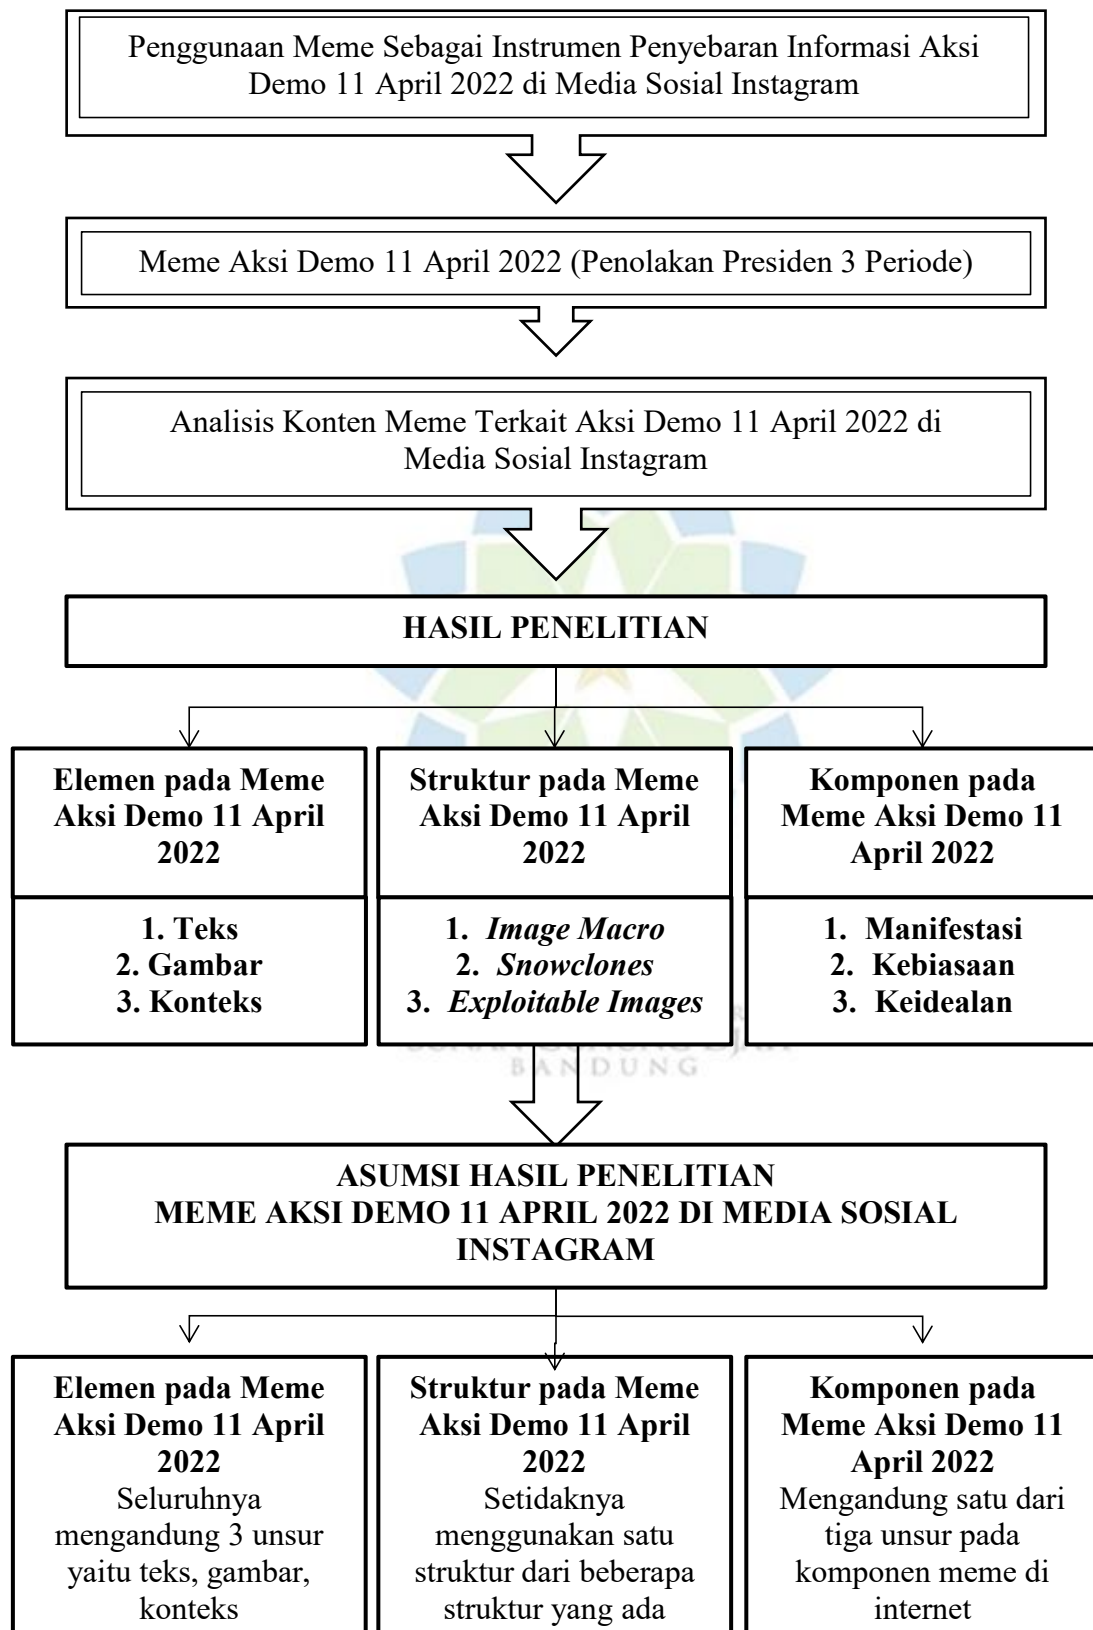 Penggunaan Meme Sebagai Instrumen Penyebaran Informasi Aksi
Demo 11 April 2022 di Media Sosial Instagram
Meme Aksi Demo 11 April 2022 (Penolakan Presiden 3 Periode)
Analisis Konten Meme Terkait Aksi Demo 11 April 2022 di
Media Sosial Instagram
HASIL PENELITIAN
Elemen pada Meme
Aksi Demo 11 April
2022
1. Teks
2. Gambar
3. Konteks
Struktur pada Meme
Aksi Demo 11 April
2022
1. Image Macro
2. Snowclones
3. Exploitable Images
Komponen pada
Meme Aksi Demo 11
April 2022
1. Manifestasi
2. Kebiasaan
3. Keidealan
BANDUNG
ASUMSI HASIL PENELITIAN
MEME AKSI DEMO 11 APRIL 2022 DI MEDIA SOSIAL
INSTAGRAM
Elemen pada Meme
Aksi Demo 11 April
2022
Seluruhnya
mengandung 3 unsur
yaitu teks, gambar,
konteks
Struktur pada Meme
Aksi Demo 11 April
2022
Setidaknya
menggunakan satu
struktur dari beberapa
struktur yang ada
Komponen pada
Meme Aksi Demo 11
April 2022
Mengandung satu dari
tiga unsur pada
komponen meme di
internet